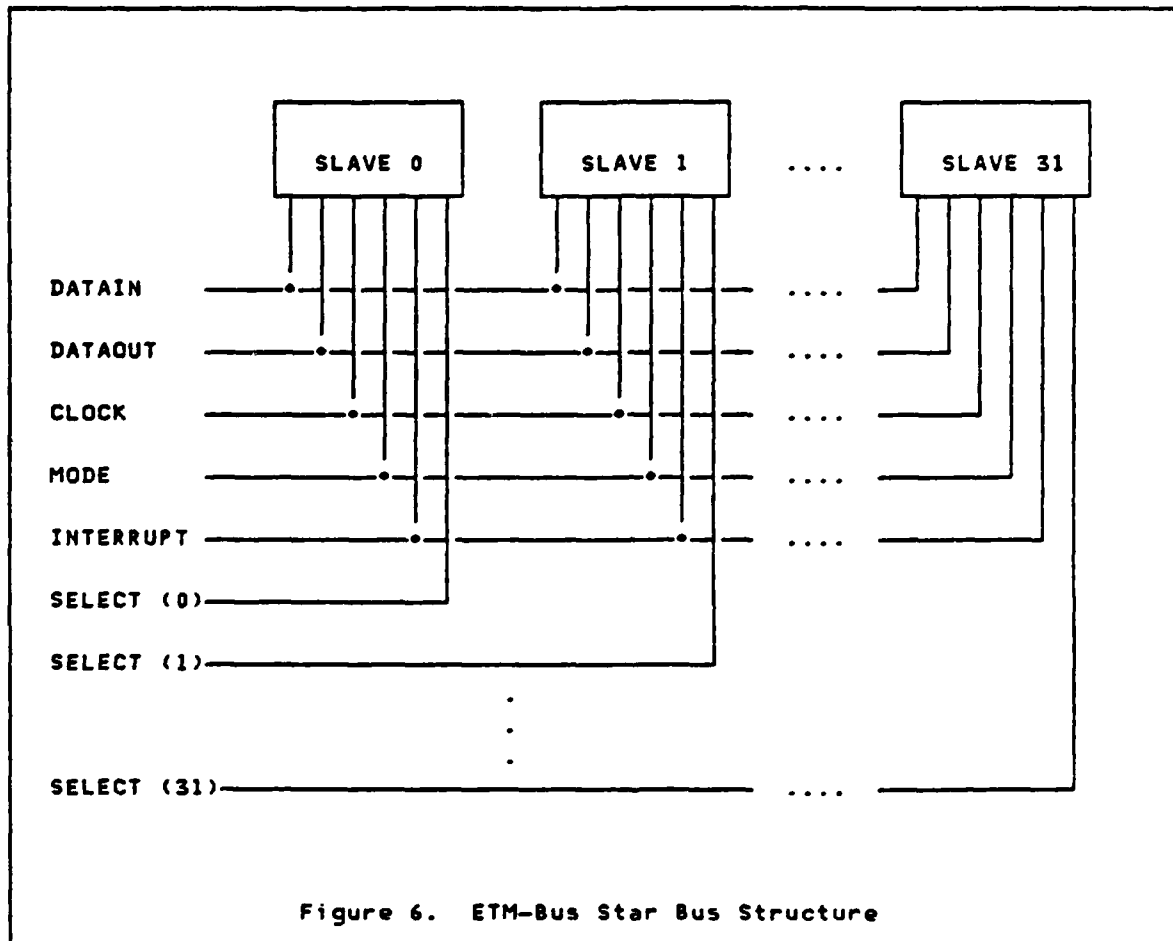 SLAVE 0 SLAVE 1 .... SLAVE 31
DATAIN ....
DATAOUT ....
CLOCK ....
MODE ....
INTERRUPT ....
SELECT (0)
SELECT (1)
SELECT (31) ....
Figure 6. ETM-Bus Star Bus Structure